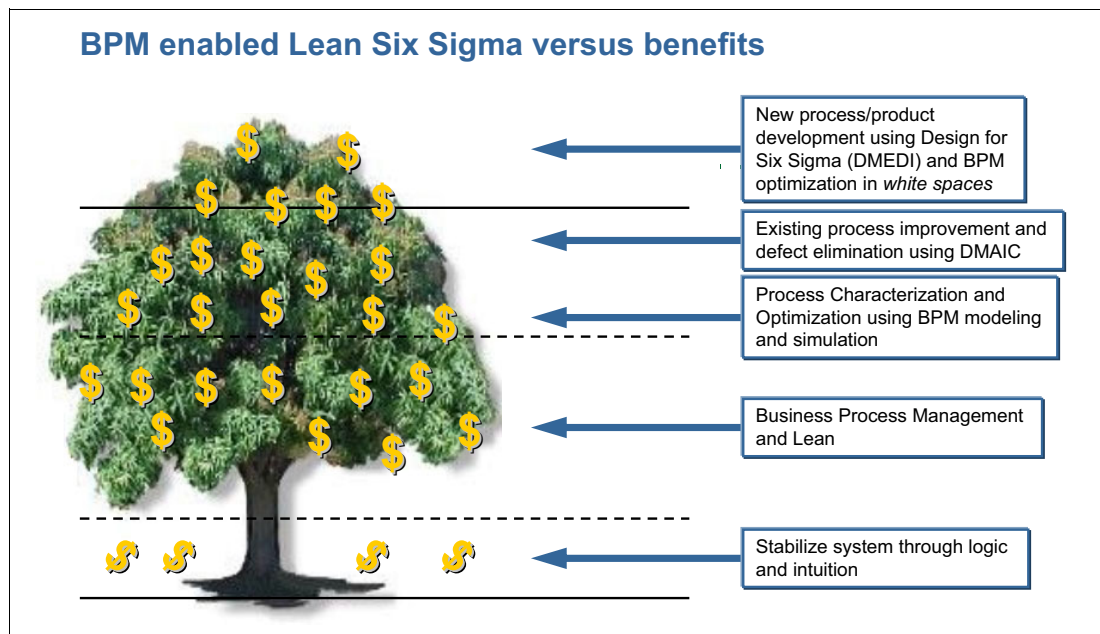 BPM enabled Lean Six Sigma versus benefits
New process/product
development using Design for
Six Sigma (DMEDI) and BPM
optimization in white spaces
Existing process improvement and
defect elimination using DMAIC
Process Characterization and
Optimization using BPM modeling
and simulation
Business Process Management
and Lean
Stabilize system through logic
and intuition
$ $
$ $ $ $
$ $ $ $ $
$ $ $ $ $
$ $ $ $ $ $
$ $ $ $
$ $ $ $